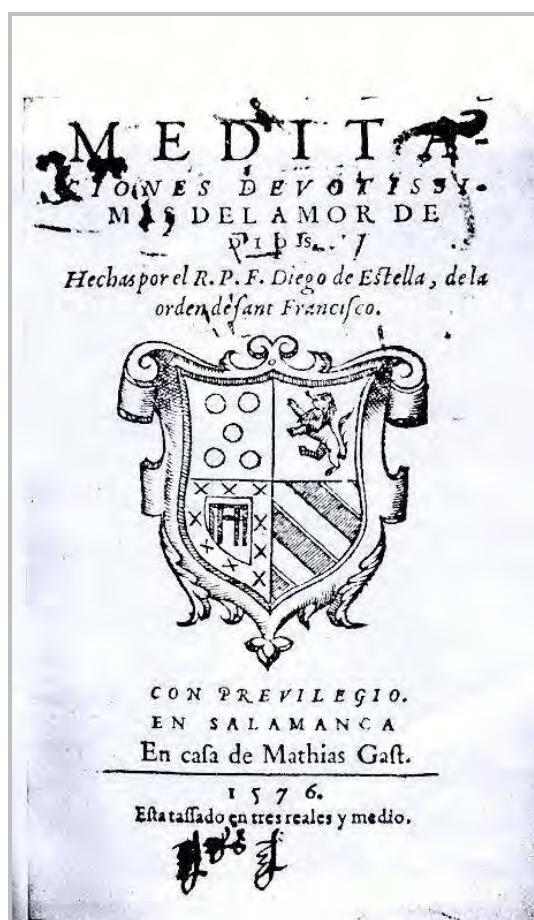 MEDITA-
CIONES DEVOTISSI-
MAS DEL AMOR DE
DIOS.
Hechas por el R. P. F. Diego de Eſtella, de la
orden de ſant Franciſco.
CON PREVILEGIO.
EN SALAMANCA
En caſa de Mathias Gaſt.
1576.
Eſta taſſado en tres reales y medio.